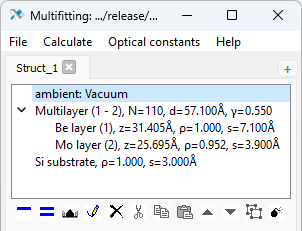 Multifitting: .../release/...
File Calculate Optical constants Help
Struct_1
ambient: Vacuum
Multilayer (1 - 2), N=110, d=57.100Å, γ=0.550
Be layer (1), z=31.405Å, ρ=1.000, s=7.100Å
Mo layer (2), z=25.695Å, ρ=0.952, s=3.900Å
Si substrate, ρ=1.000, s=3.000Å